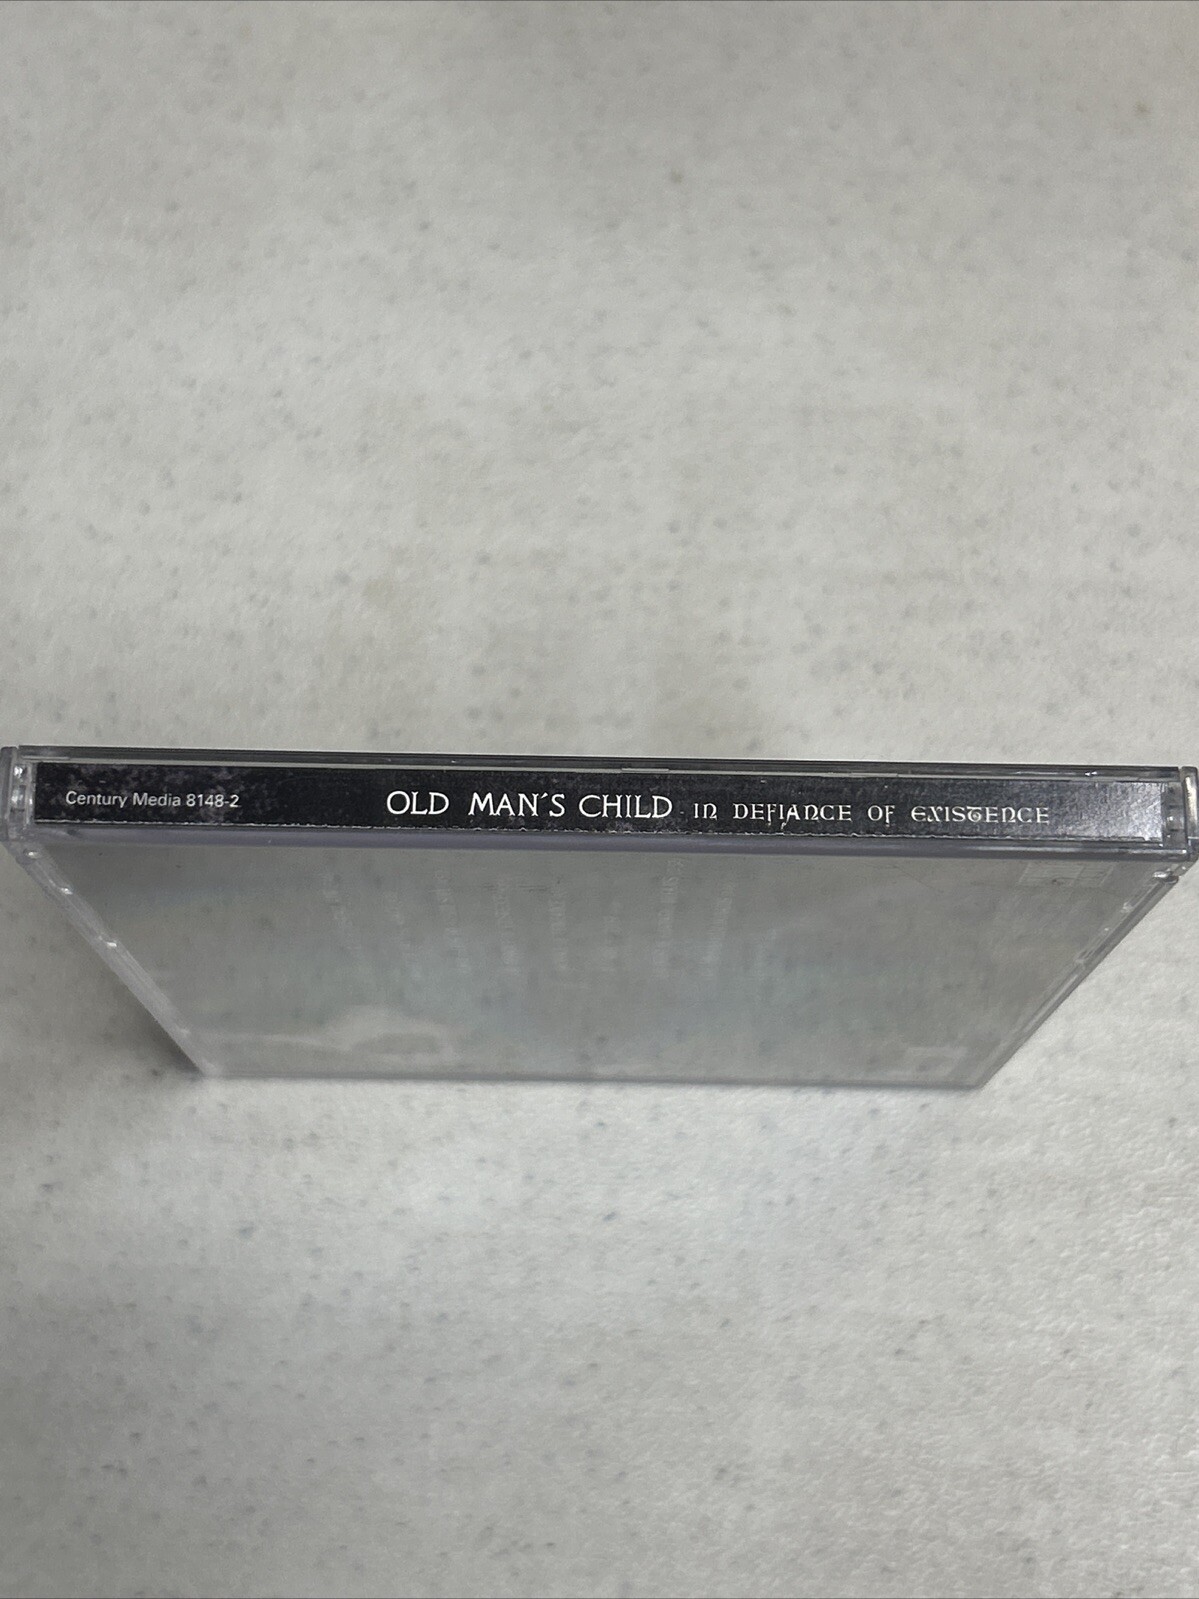 Century Media 8148-2
OLD MAN´S CHILD IN DEFIANCE OF EXISTENCE